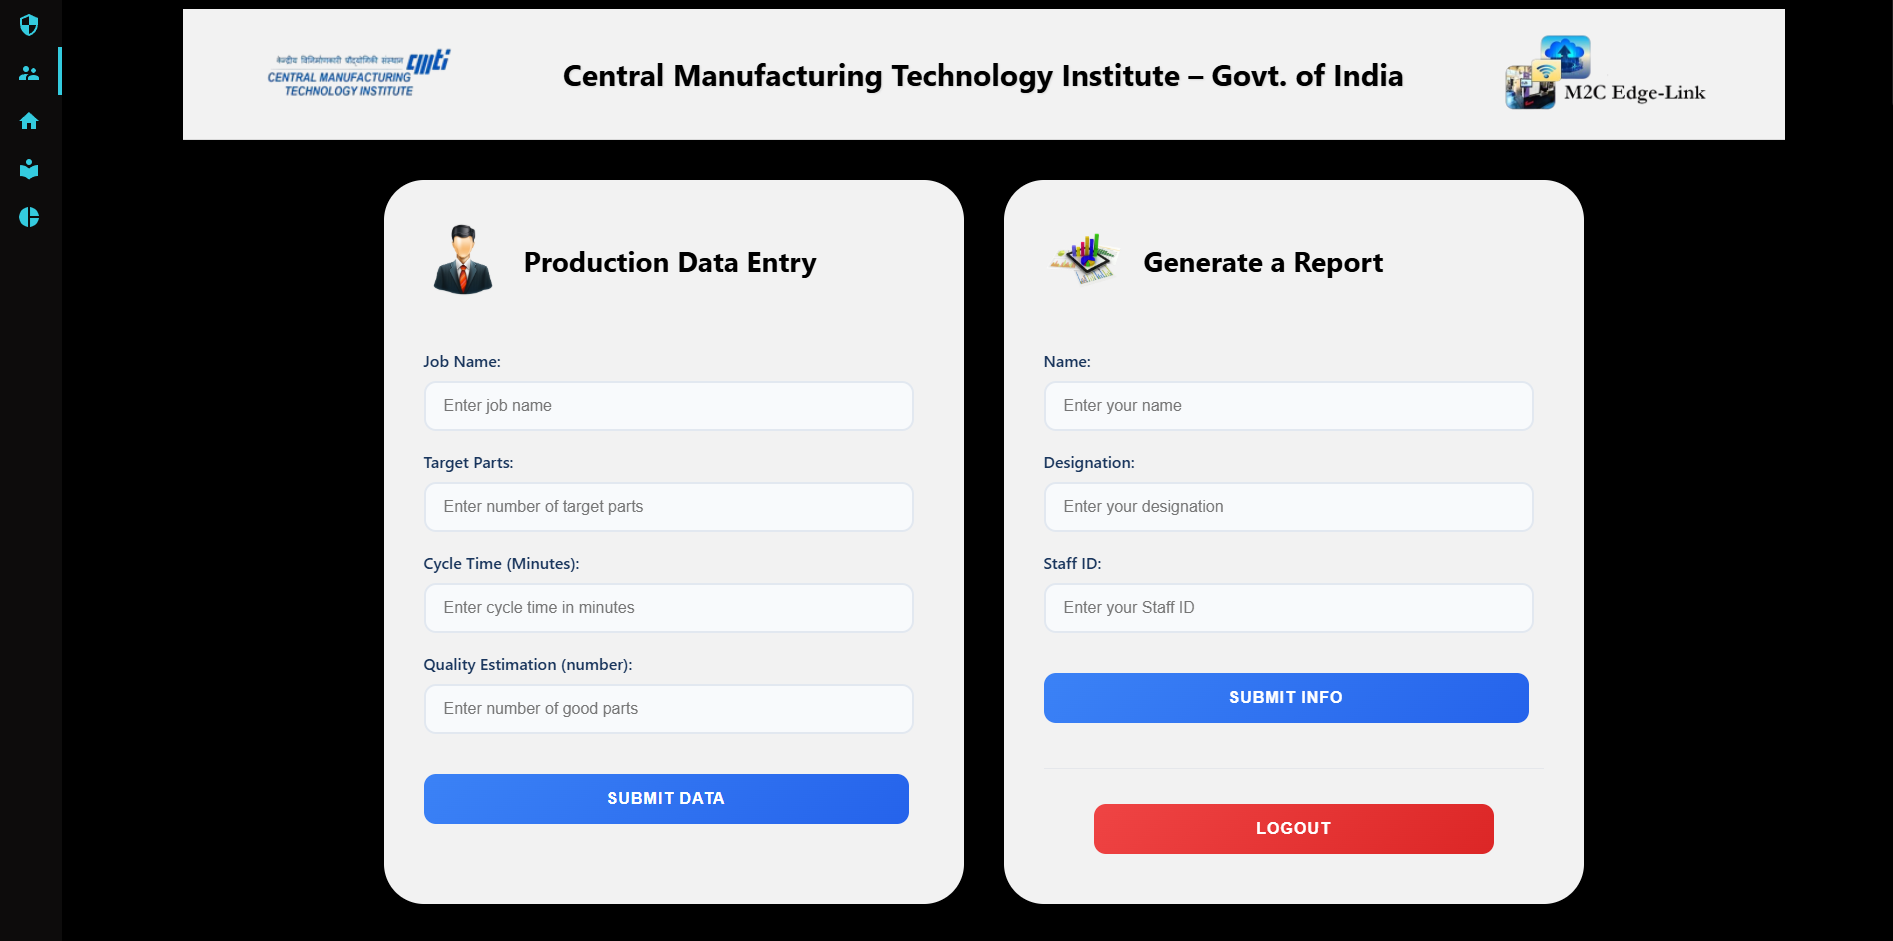 केन्द्रीय विनिर्माणकारी प्रौद्योगिकी संस्थान
cmti
CENTRAL MANUFACTURING
TECHNOLOGY INSTITUTE
Central Manufacturing Technology Institute – Govt. of India
M2C Edge-Link
Production Data Entry
Job Name:
Enter job name
Target Parts:
Enter number of target parts
Cycle Time (Minutes):
Enter cycle time in minutes
Quality Estimation (number):
Enter number of good parts
SUBMIT DATA
Generate a Report
Name:
Enter your name
Designation:
Enter your designation
Staff ID:
Enter your Staff ID
SUBMIT INFO
LOGOUT